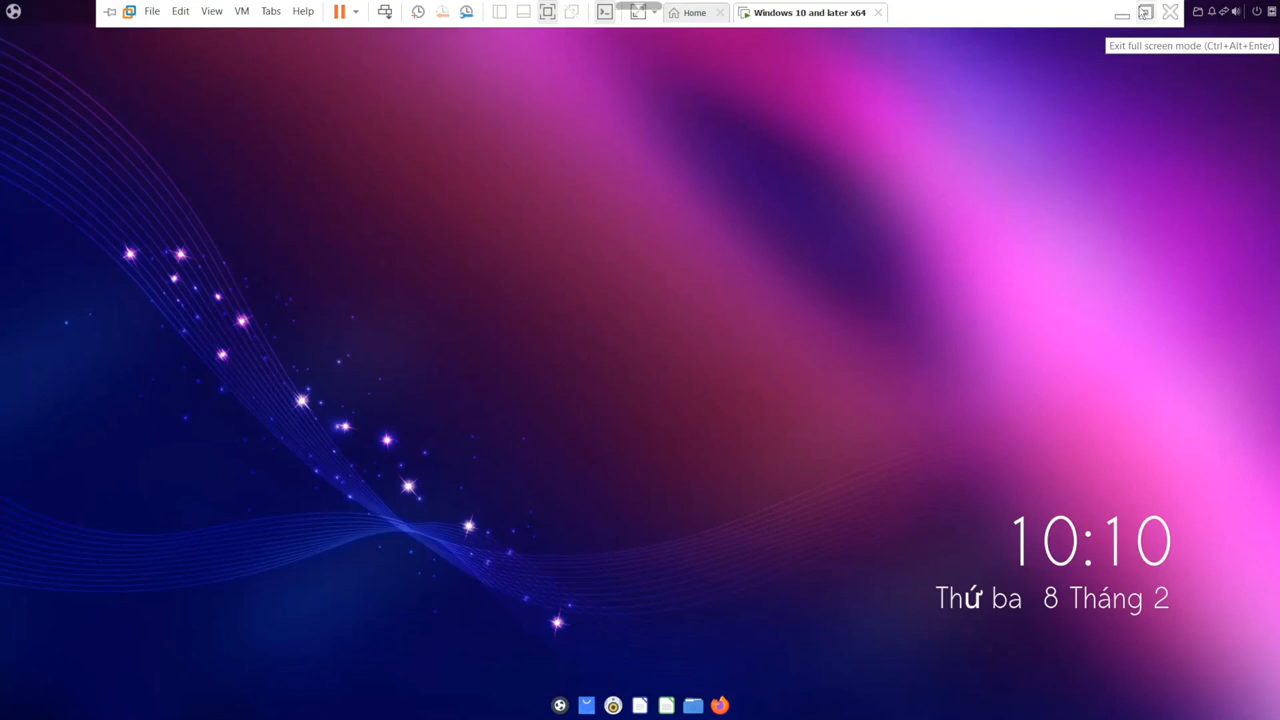 File Edit View VM Tabs Help Home Windows 10 and later x64
Exit full screen mode (Ctrl+Alt+Enter)
10:10
Thứ ba 8 Tháng 2